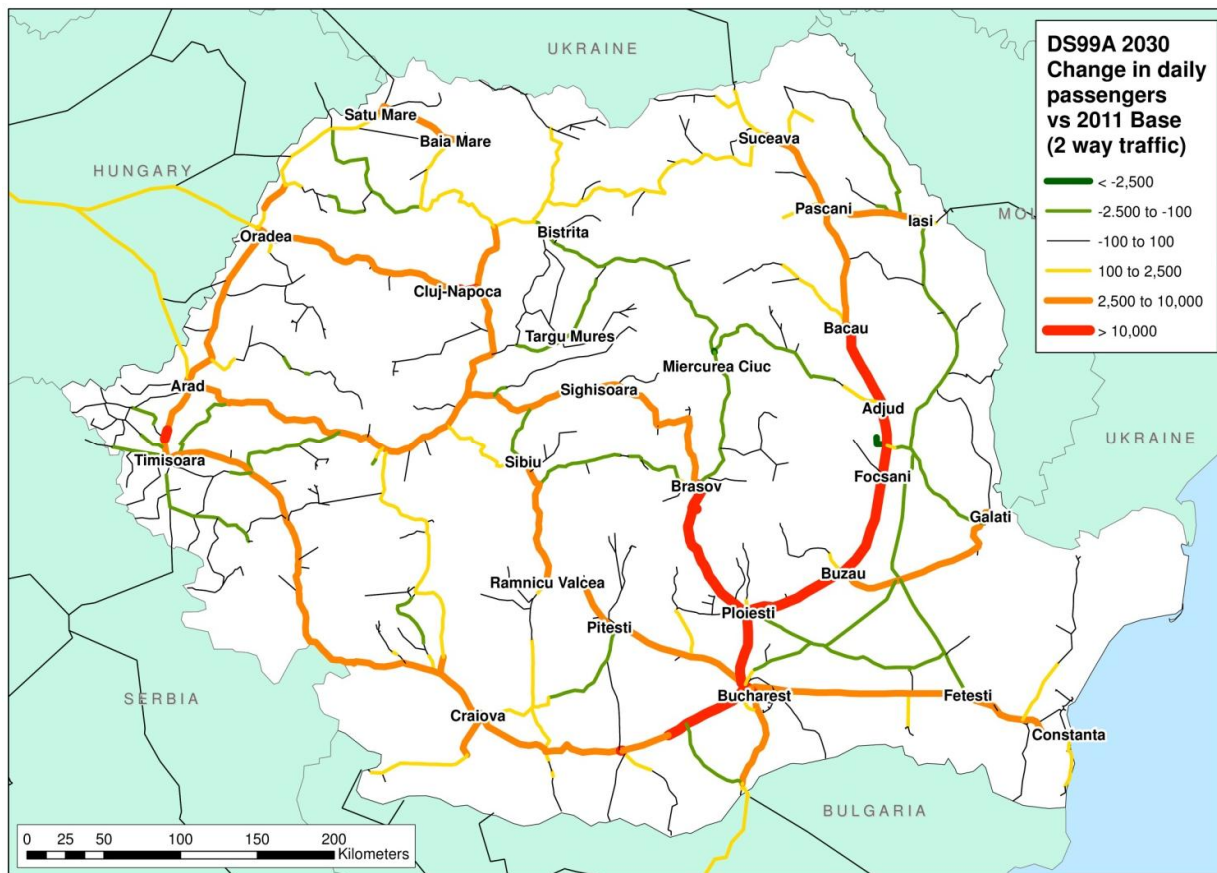 UKRAINE
DS99A 2030
Change in daily
passengers
vs 2011 Base
(2 way traffic)
< -2,500
-2.500 to -100
-100 to 100
100 to 2,500
2,500 to 10,000
> 10,000
Satu Mare
Baia Mare
Suceava
HUNGARY
Pascani
Iasi
MOL
Oradea
Bistrita
Cluj-Napoca
Bacau
Targu Mures
Miercurea Ciuc
Arad
Sighisoara
Adjud
UKRAINE
Timisoara
Sibiu
Focsani
Brasov
Galati
Ramnicu Valcea
Buzau
Ploiesti
Pitesti
SERBIA
Bucharest
Fetesti
Craiova
Constanta
BULGARIA
0 25 50 100 150 200
Kilometers